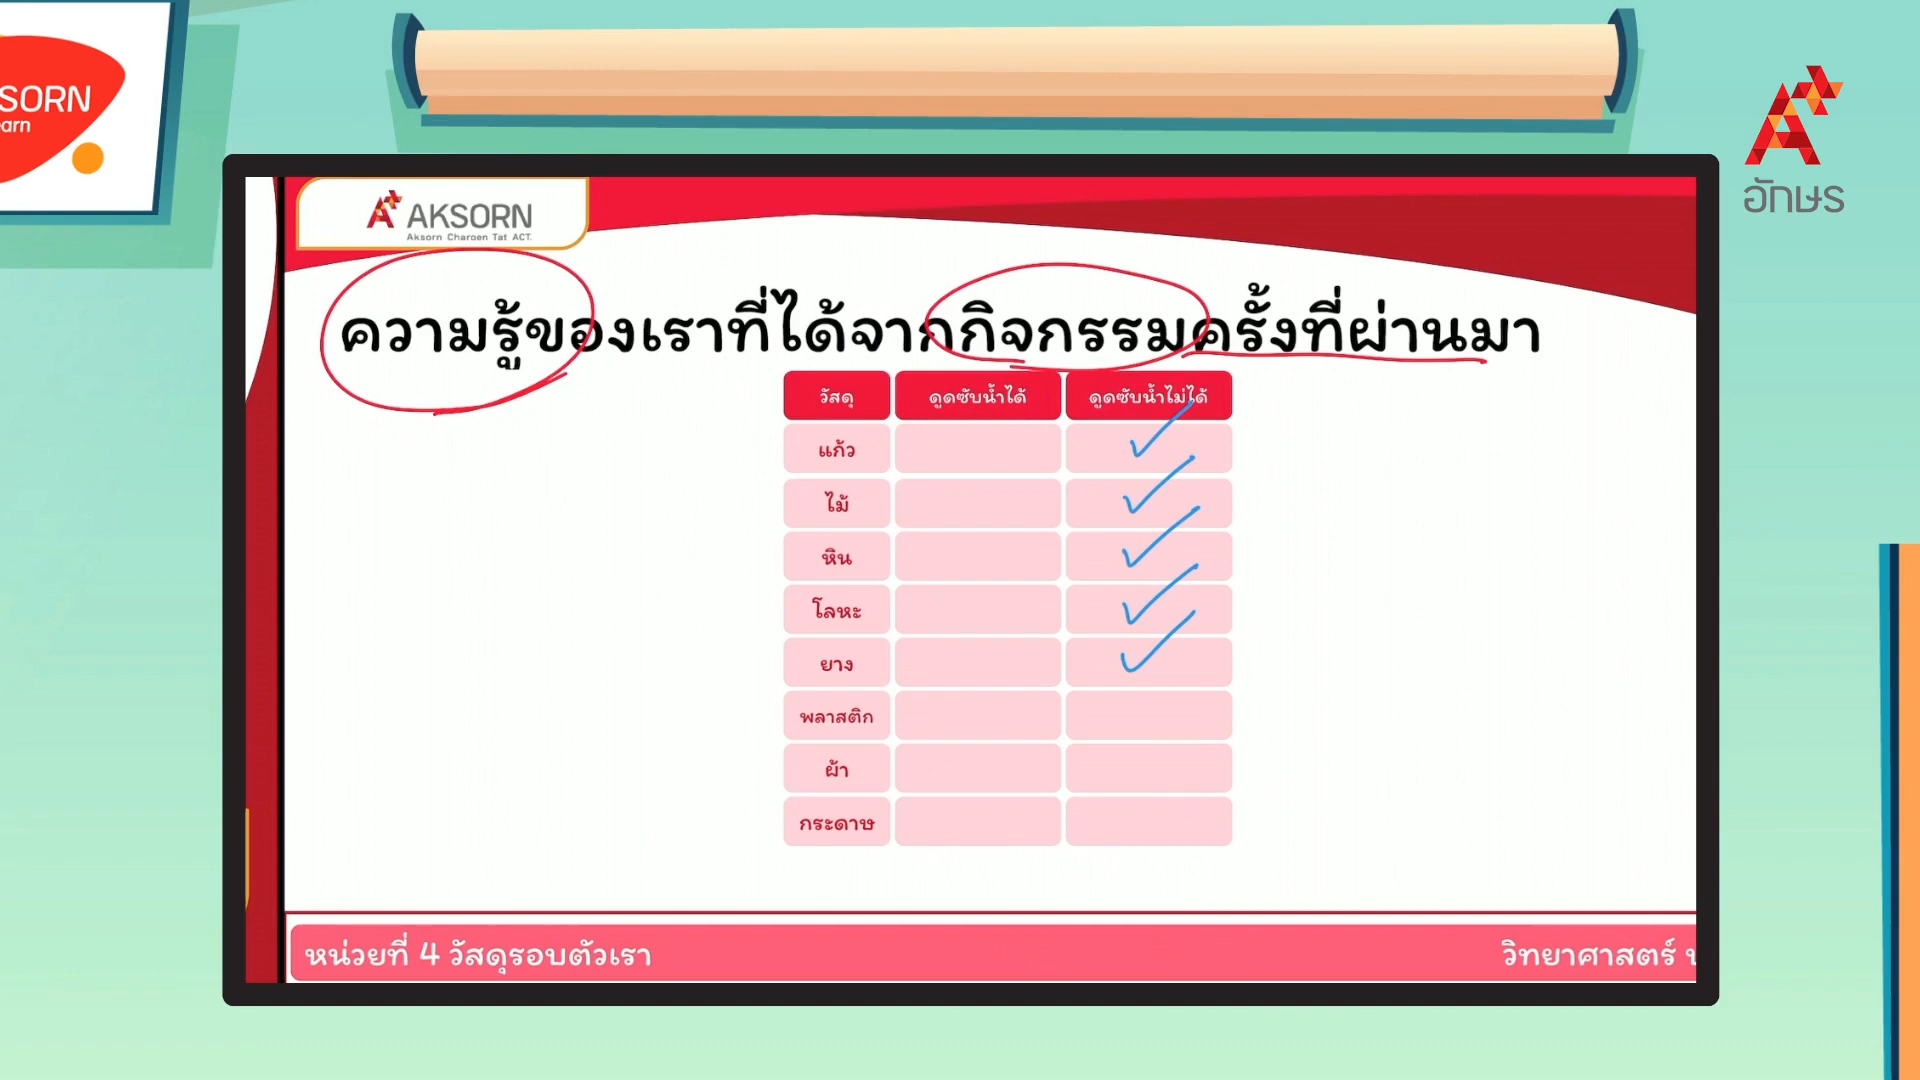 SORN
arn
อักษร
AKSORN
Aksorn Charoen Tat ACT.
ความรู้ของเราที่ได้จากกิจกรรมครั้งที่ผ่านมา
วัสดุ ดูดซับน้ำได้ ดูดซับน้ำไม่ได้
แก้ว
ไม้
หิน
โลหะ
ยาง
พลาสติก
ผ้า
กระดาษ
หน่วยที่ 4 วัสดุรอบตัวเรา
วิทยาศาสตร์